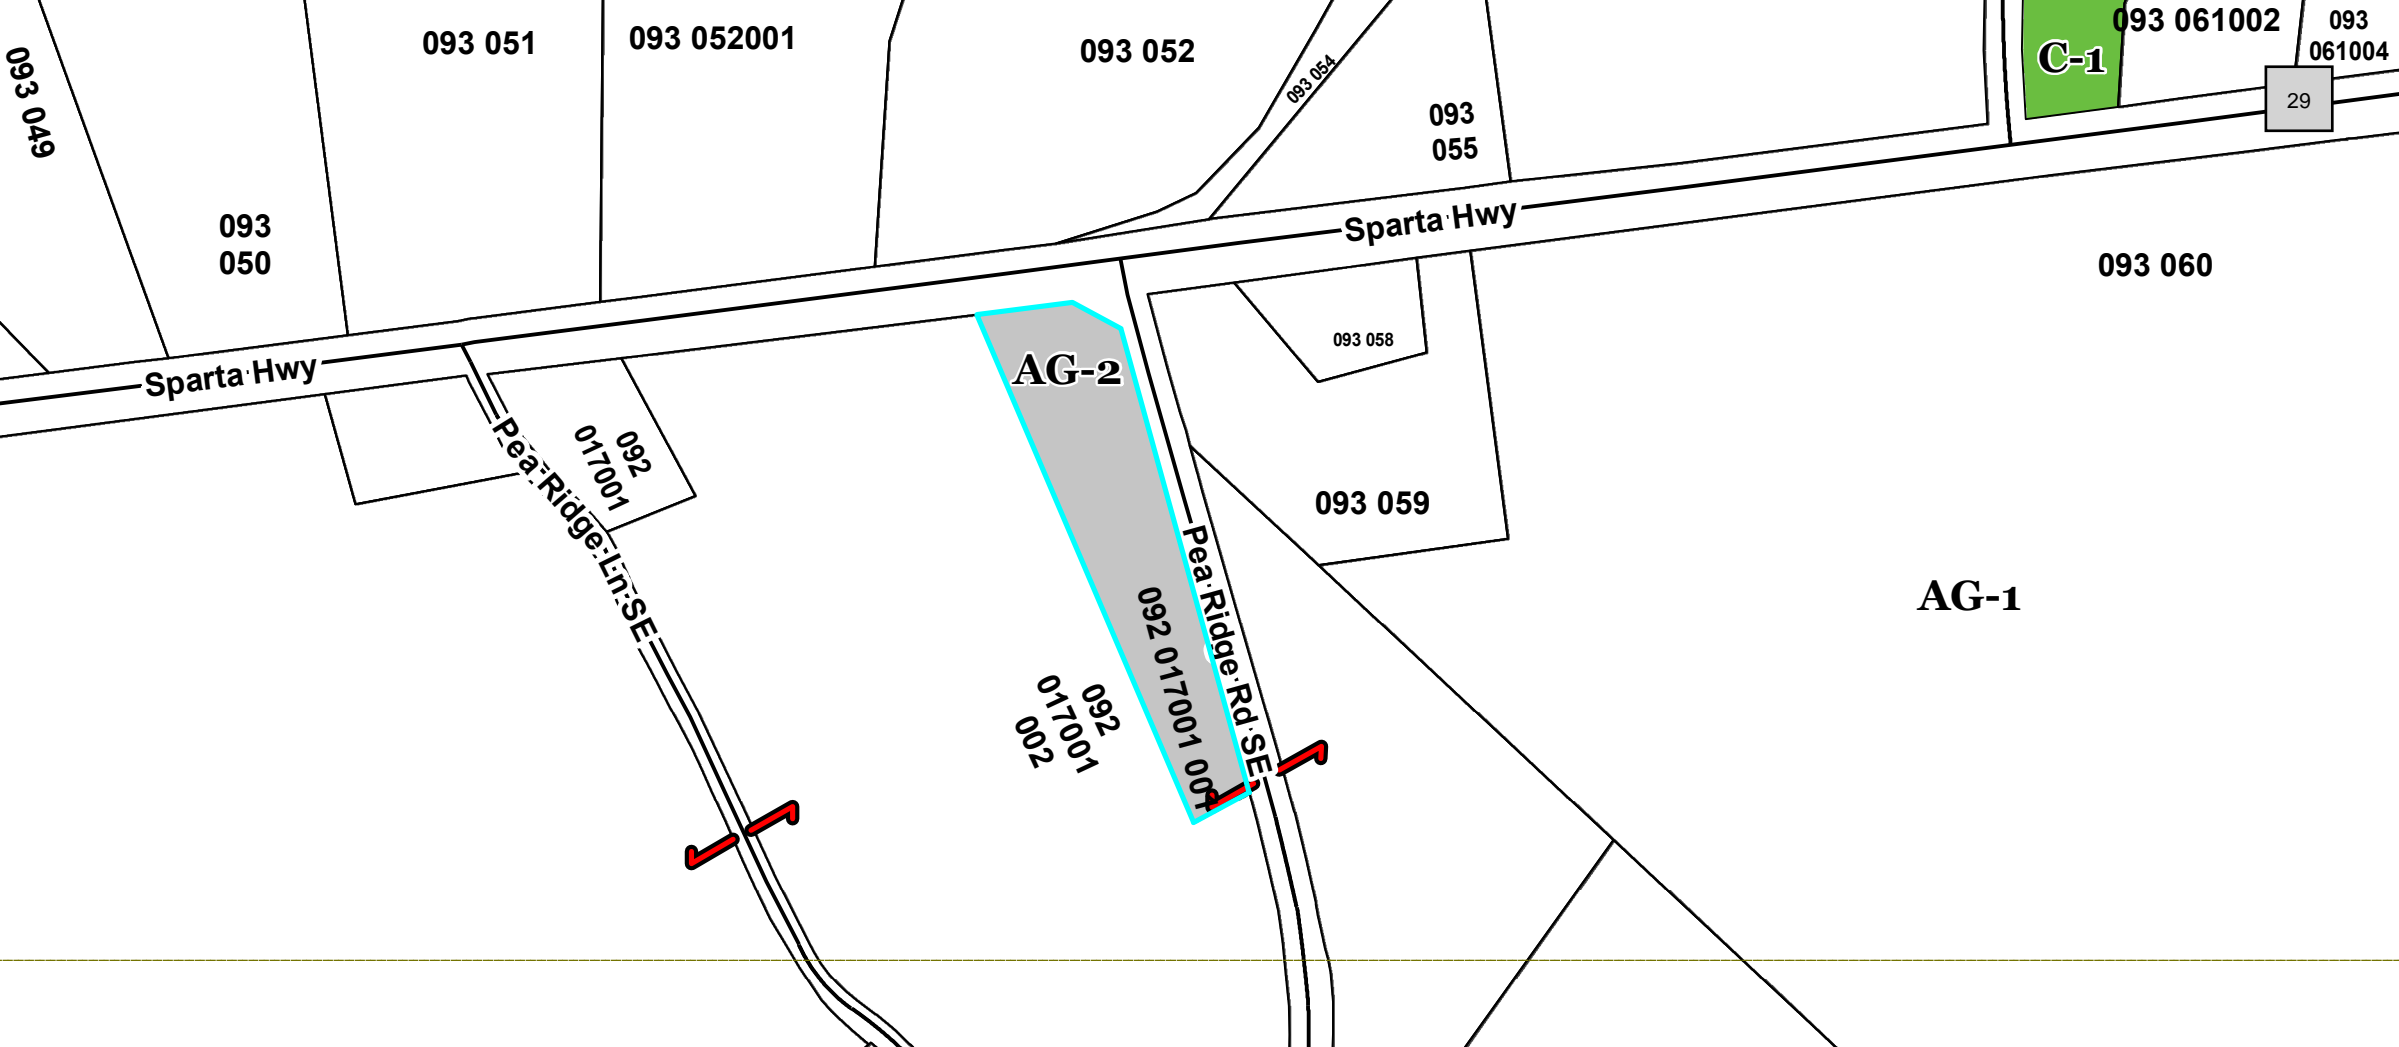 093 049
093 051
093 052001
093 052
093 054
093
055
C-1
093 061002
093
061004
29
093
050
Sparta Hwy
Sparta Hwy
093 060
093 058
AG-2
092
017001
Pea Ridge Ln SE
093 059
Pea Ridge Rd SE
AG-1
092 017001 001
092
017001
002